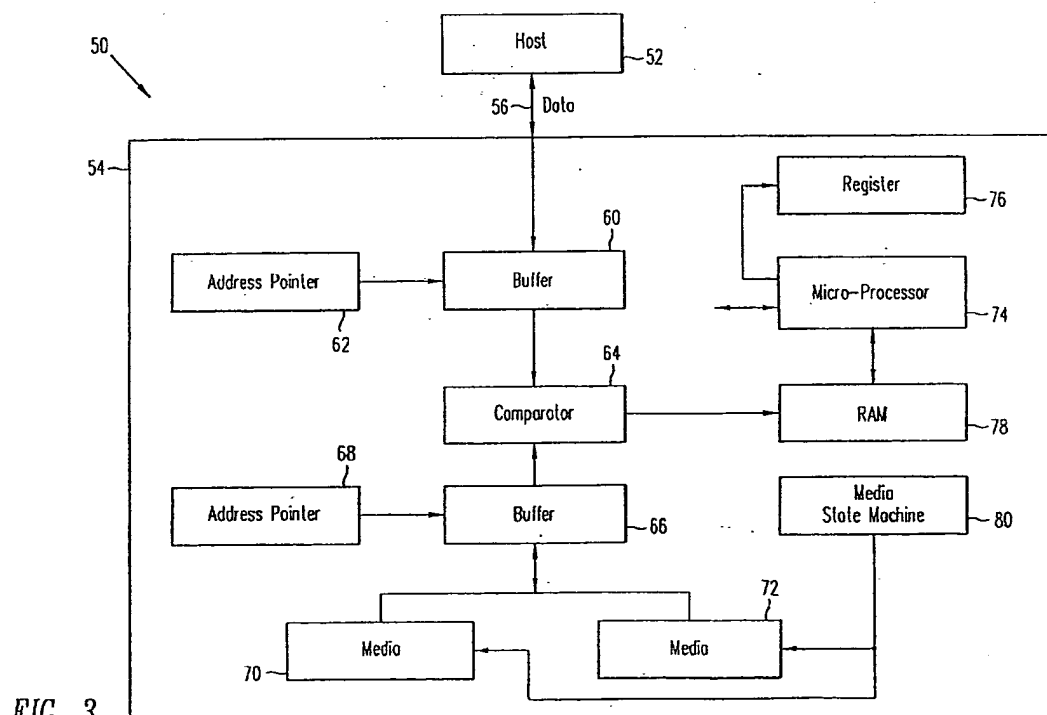 Host
50
52
56 Data
54
Register
76
60
Address Pointer
Buffer
Micro-Processor
62
74
64
Comparator
RAM
78
68
Address Pointer
Buffer
66
Media
State Machine
80
72
Media
Media
70
FIG. 3